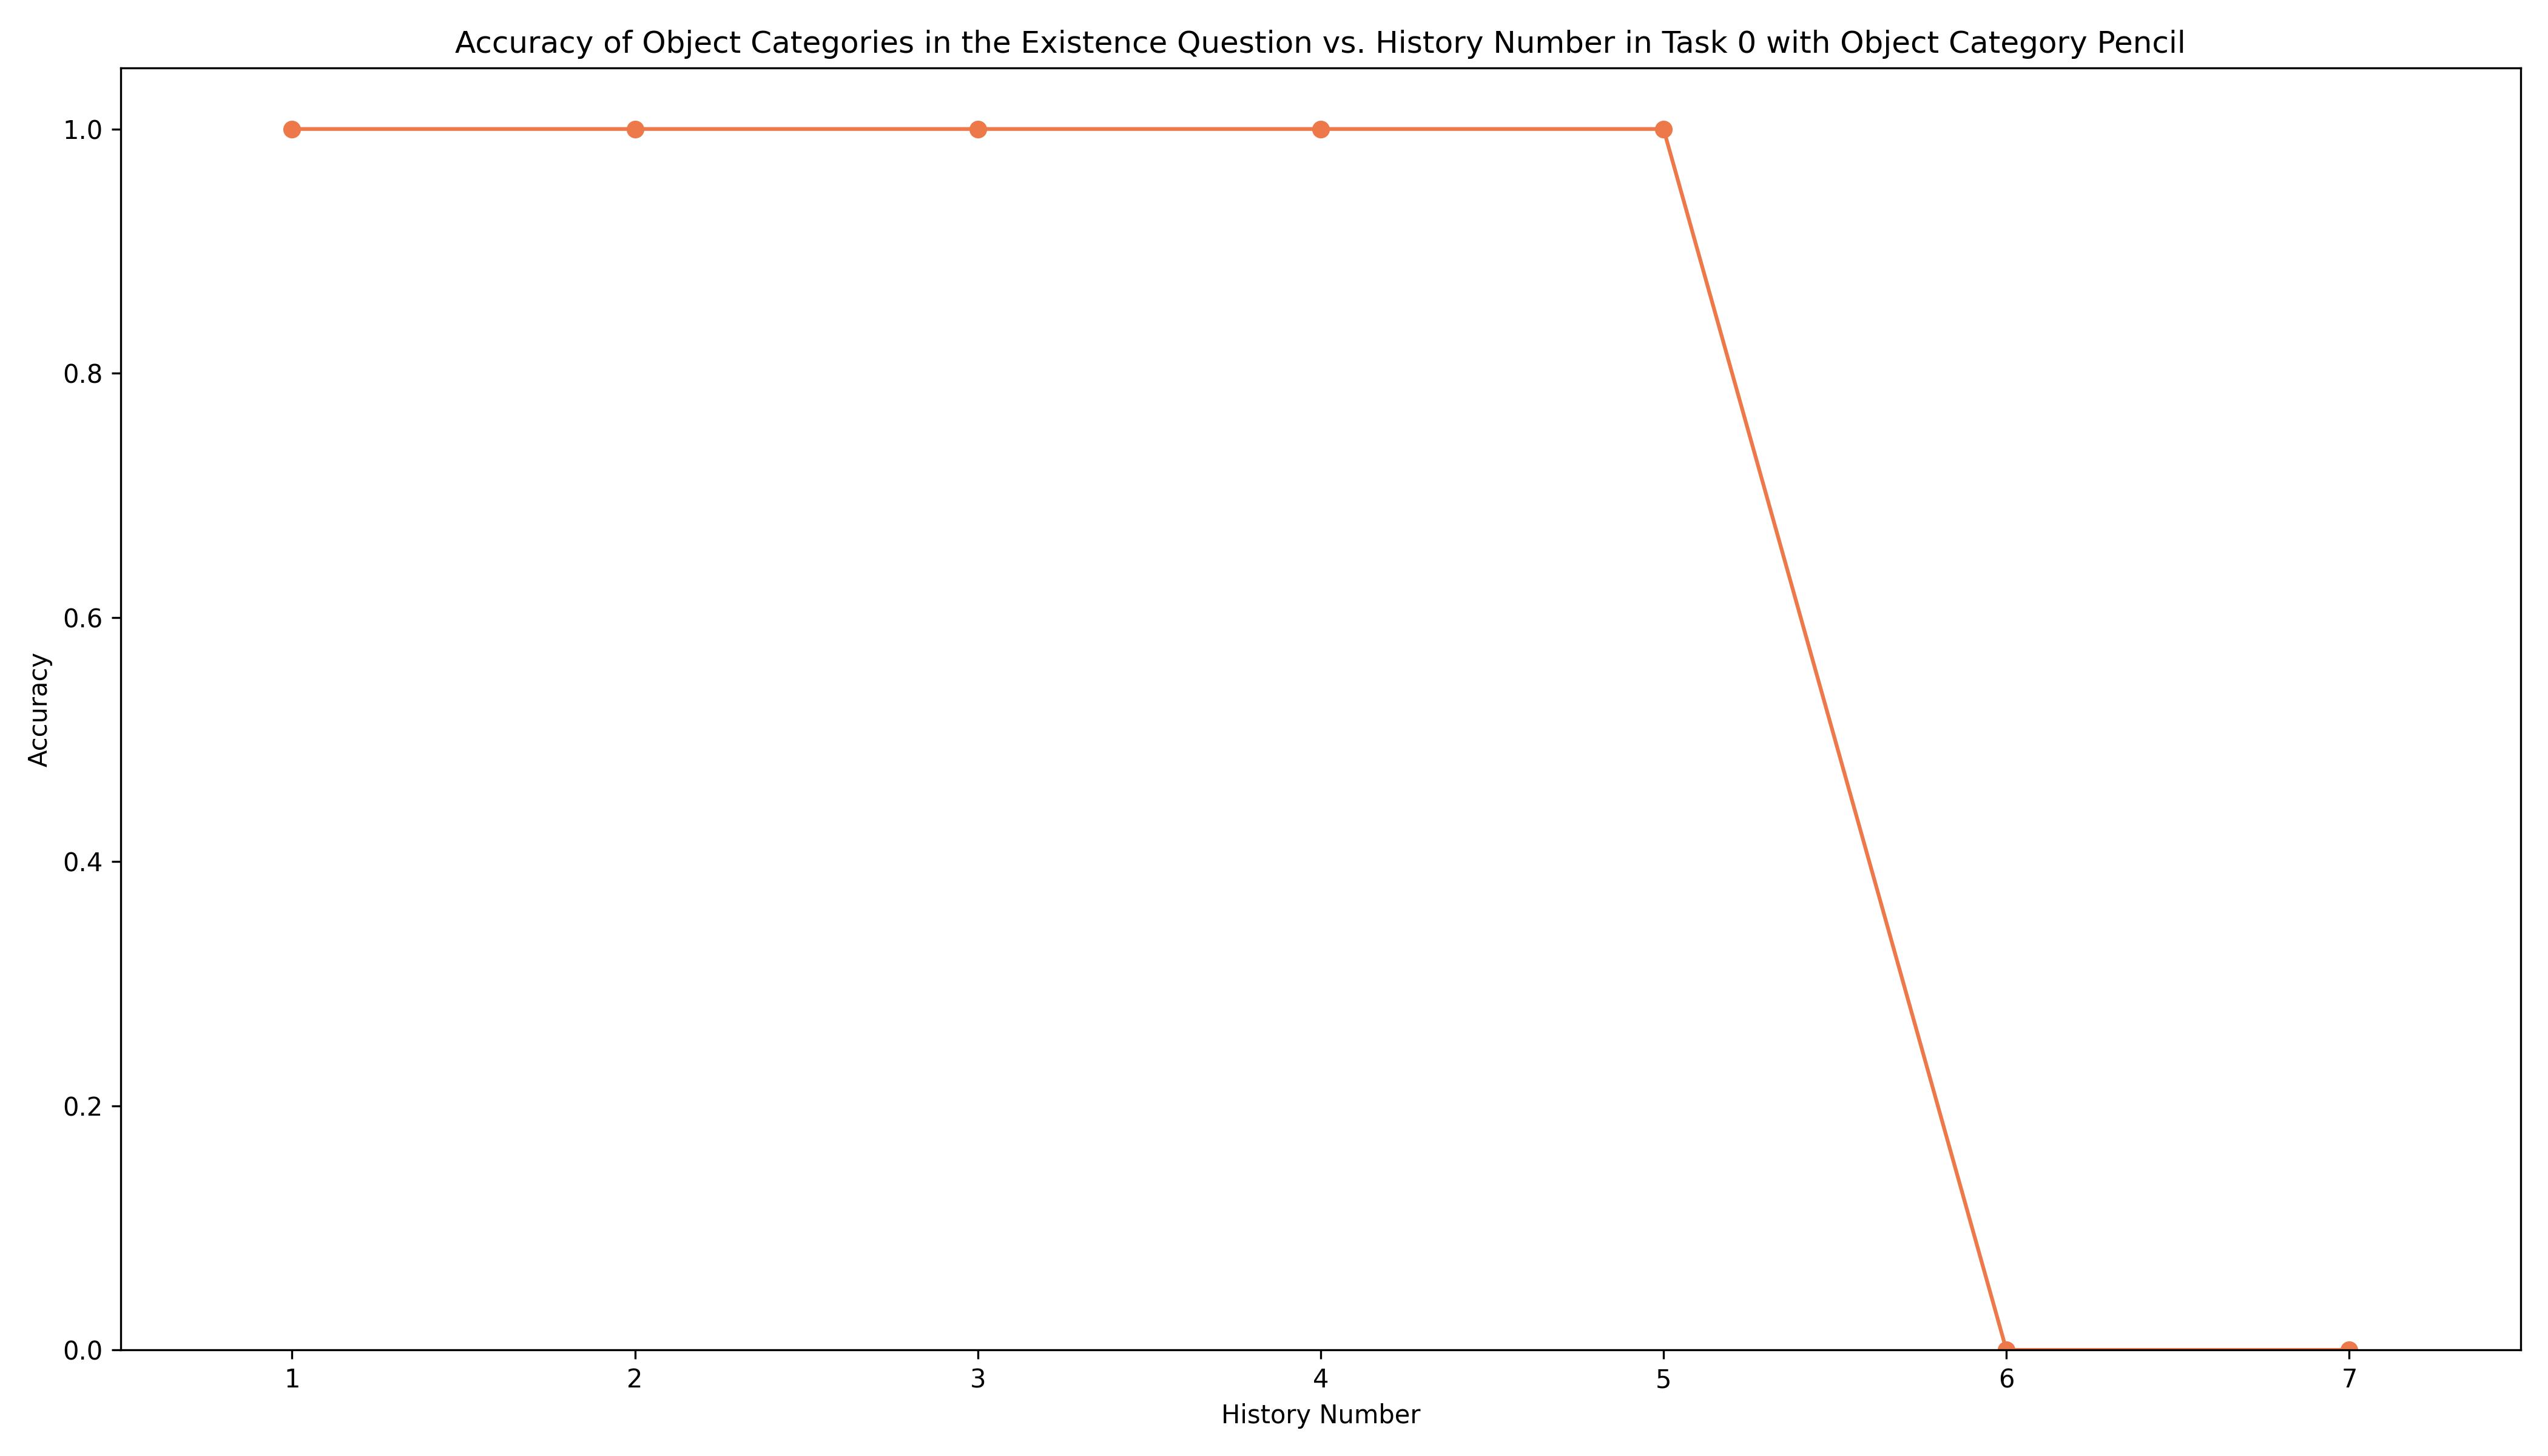 Accuracy of Object Categories in the Existence Question vs. History Number in Task 0 with Object Category Pencil
1.0
0.8
0.6
0.4
0.2
0.0
Accuracy
1 2 3 4 5 6 7
History Number